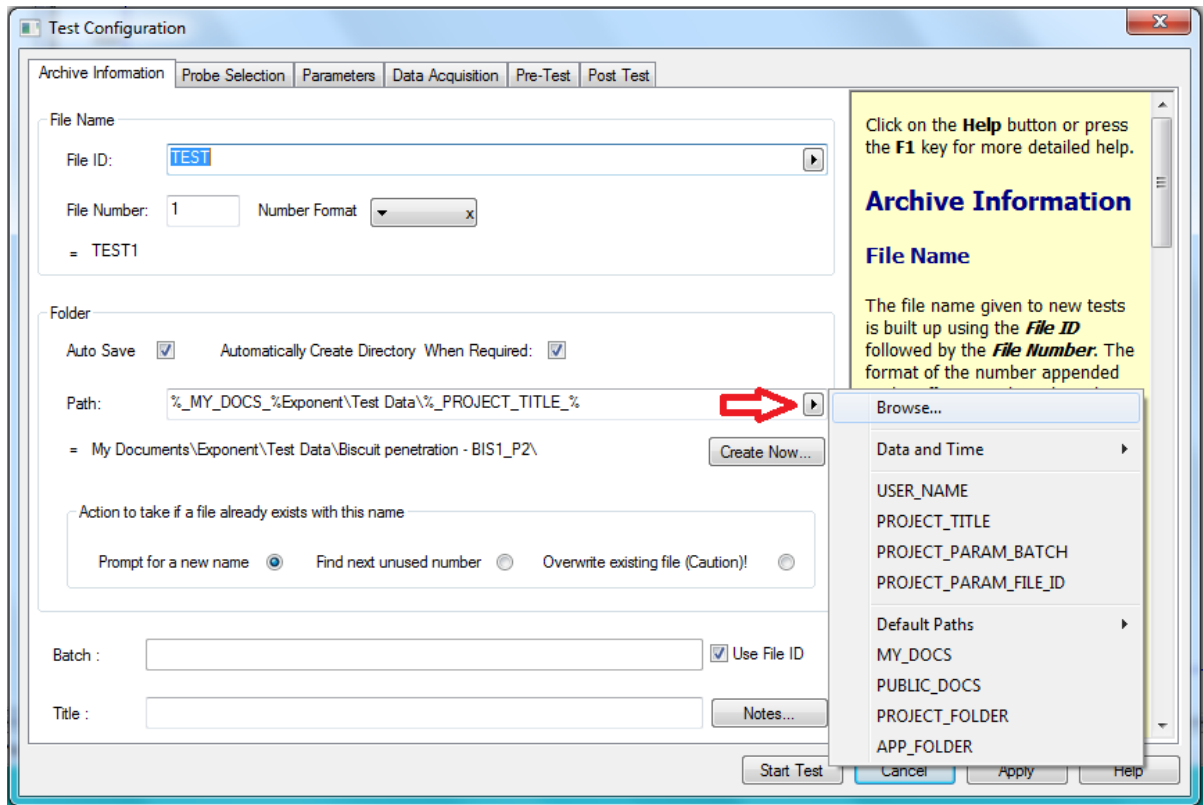 Test Configuration
x
Archive Information Probe Selection Parameters Data Acquisition Pre-Test Post Test
File Name
File ID: TEST
File Number: 1 Number Format x
= TEST1
Folder
Auto Save Automatically Create Directory When Required:
Path: %_MY_DOCS_%Exponent\Test Data\%_PROJECT_TITLE_%
= My Documents\Exponent\Test Data\Biscuit penetration - BIS1_P2\
Create Now...
Action to take if a file already exists with this name
Prompt for a new name Find next unused number Overwrite existing file (Caution)!
Batch : Use File ID
Title : Notes...
Click on the Help button or press
the F1 key for more detailed help.
Archive Information
File Name
The file name given to new tests
is built up using the File ID
followed by the File Number. The
format of the number appended
Browse...
Data and Time
USER_NAME
PROJECT_TITLE
PROJECT_PARAM_BATCH
PROJECT_PARAM_FILE_ID
Default Paths
MY_DOCS
PUBLIC_DOCS
PROJECT_FOLDER
APP_FOLDER
Start Test Cancel Apply Help